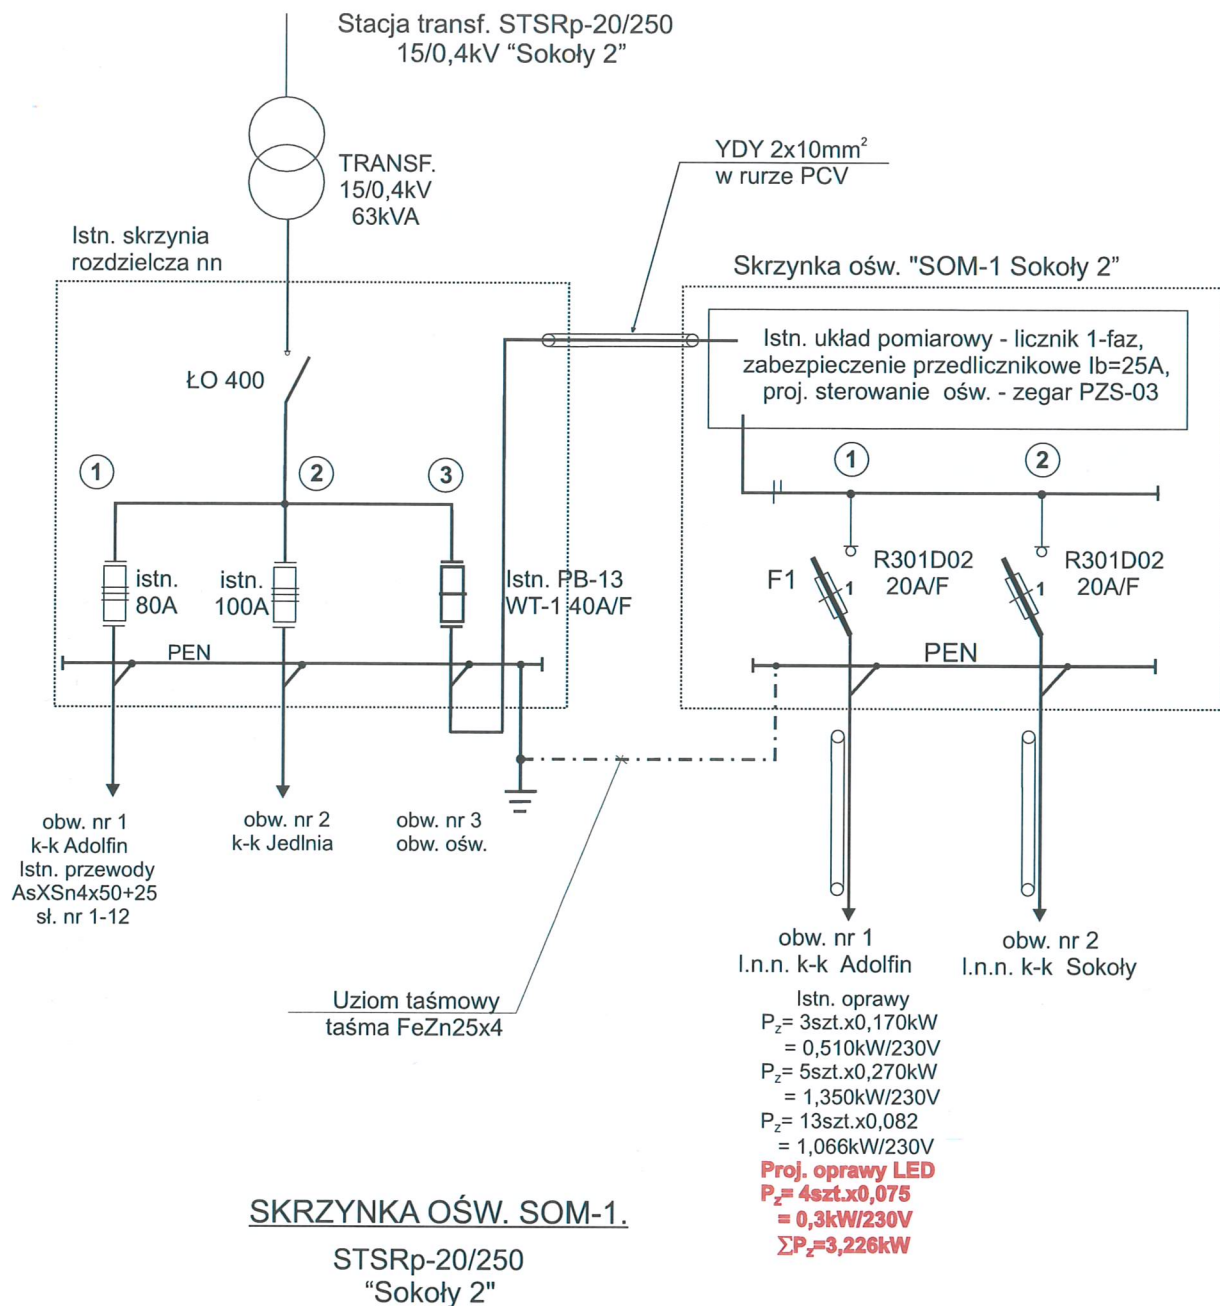 Stacja transf. STSRp-20/250
15/0,4kV “Sokoły 2”
TRANSF.
15/0,4kV
63kVA
YDY 2x10mm²
w rurze PCV
Istn. skrzynia
rozdzielcza nn
Skrzynka ośw. "SOM-1 Sokoły 2”
Istn. układ pomiarowy - licznik 1-faz,
zabezpieczenie przedlicznikowe Ib=25A,
proj. sterowanie ośw. - zegar PZS-03
ŁO 400
1
2
3
1
2
istn.
80A
istn.
100A
Istn. PB-13
WT-1 40A/F
F1
1
R301D02
20A/F
1
R301D02
20A/F
PEN
PEN
obw. nr 1
k-k Adolfin
Istn. przewody
AsXSn4x50+25
sł. nr 1-12
obw. nr 2
k-k Jedlnia
obw. nr 3
obw. ośw.
obw. nr 1
l.n.n. k-k Adolfin
obw. nr 2
l.n.n. k-k Sokoły
Uziom taśmowy
taśma FeZn25x4
Istn. oprawy
Pz= 3szt.x0,170kW
= 0,510kW/230V
Pz= 5szt.x0,270kW
= 1,350kW/230V
Pz= 13szt.x0,082
= 1,066kW/230V
Proj. oprawy LED
Pz= 4szt.x0,075
= 0,3kW/230V
ΣPz=3,226kW
SKRZYNKA OŚW. SOM-1.
STSRp-20/250
“Sokoły 2"